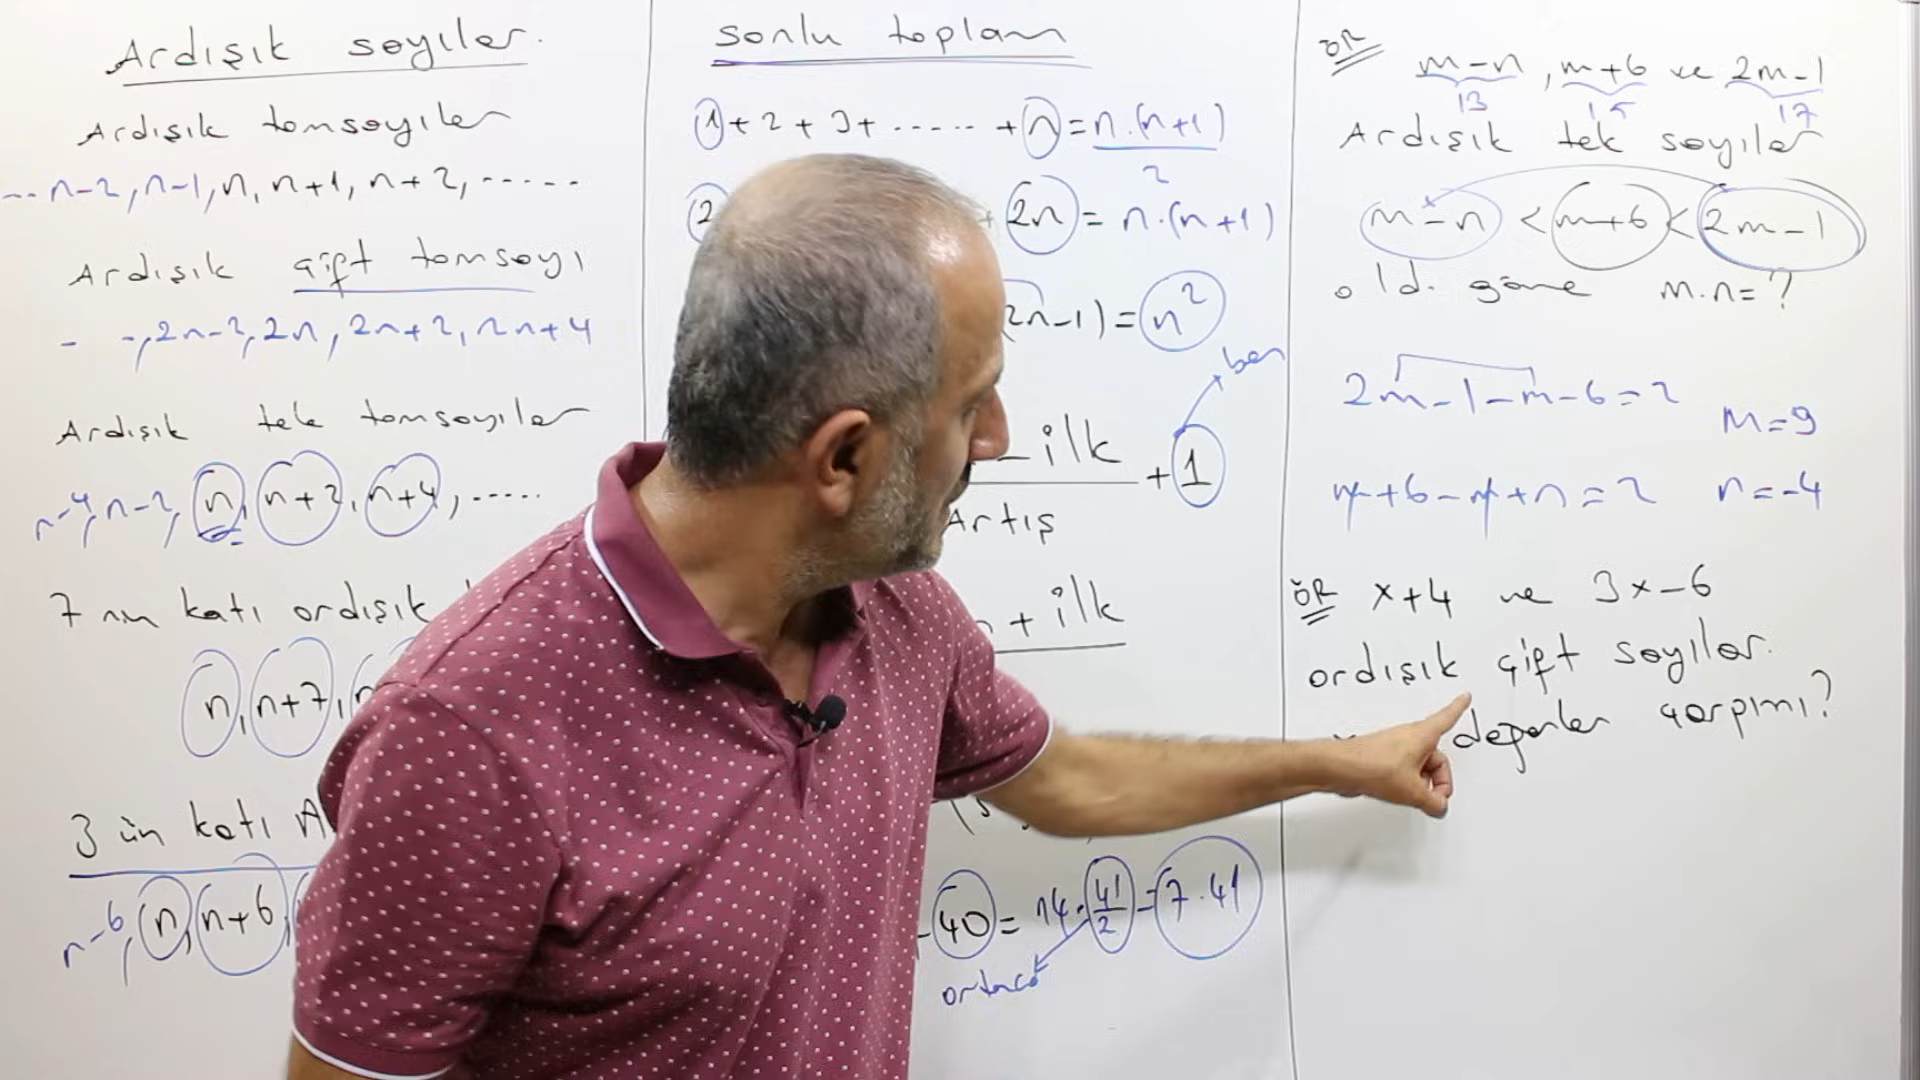 Ardışık sayılar.
Ardışık tamsayılar
... n-2, n-1, n, n+1, n+2, ......
Ardışık çift tamsayı
- -, 2n-2, 2n, 2n+2, 2n+4
Ardışık tek tamsayılar
n-4, n-2, n, n+2, n+4, .....
7 nin katı ardışık
n, n+7,
3 ün katı
n-6, n, n+6,
sonlu toplam
1+2+3+ ...... +n = n.(n+1)
2
2 + 2n = n.(n+1)
2n-1) = n²
ben
- ilk + 1
Artış
+ ilk
40 = 14 . 41/2 = 7.41
ortanca
ÖR m-n, m+6 ve 2m-1
13 15 17
Ardışık tek sayılar
m-n < m+6 < 2m-1
old. göre m.n=?
2m-1-m-6=2
m=9
m+6-m+n=2 n=-4
ÖR x+4 ve 3x-6
ardışık çift sayılar.
değerler çarpımı?